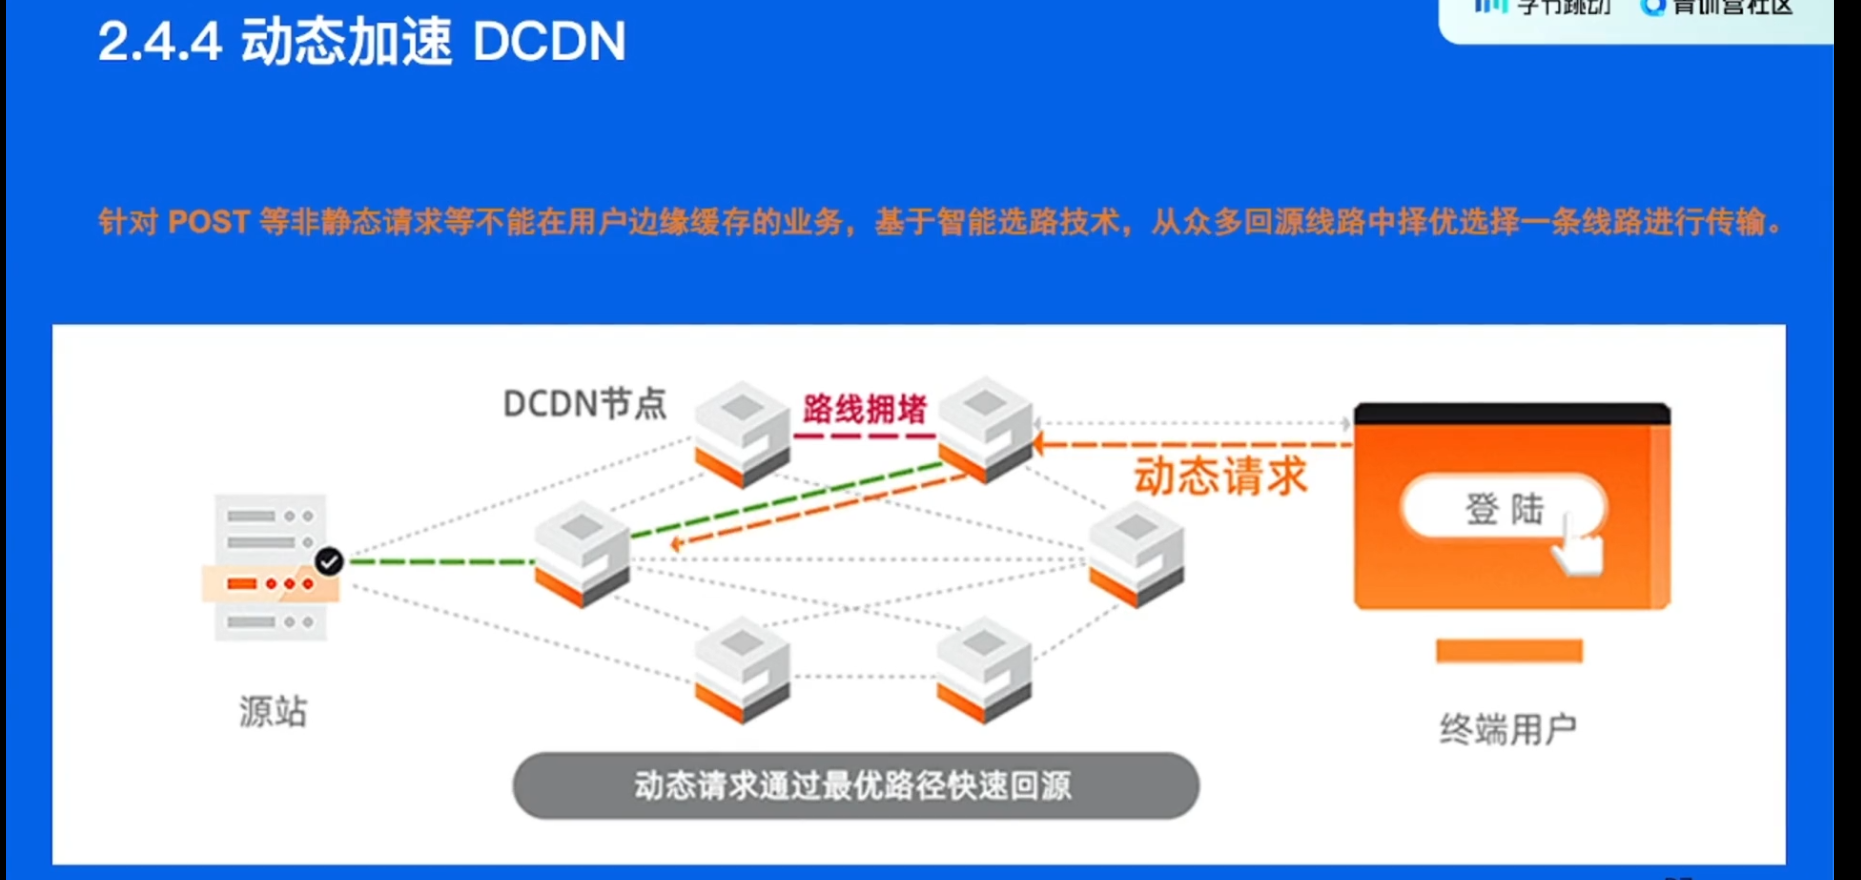 2.4.4 动态加速 DCDN
字节跳动 青训营社区
针对 POST 等非静态请求等不能在用户边缘缓存的业务，基于智能选路技术，从众多回源线路中择优选择一条线路进行传输。
DCDN节点
路线拥堵
动态请求
登 陆
源站
终端用户
动态请求通过最优路径快速回源